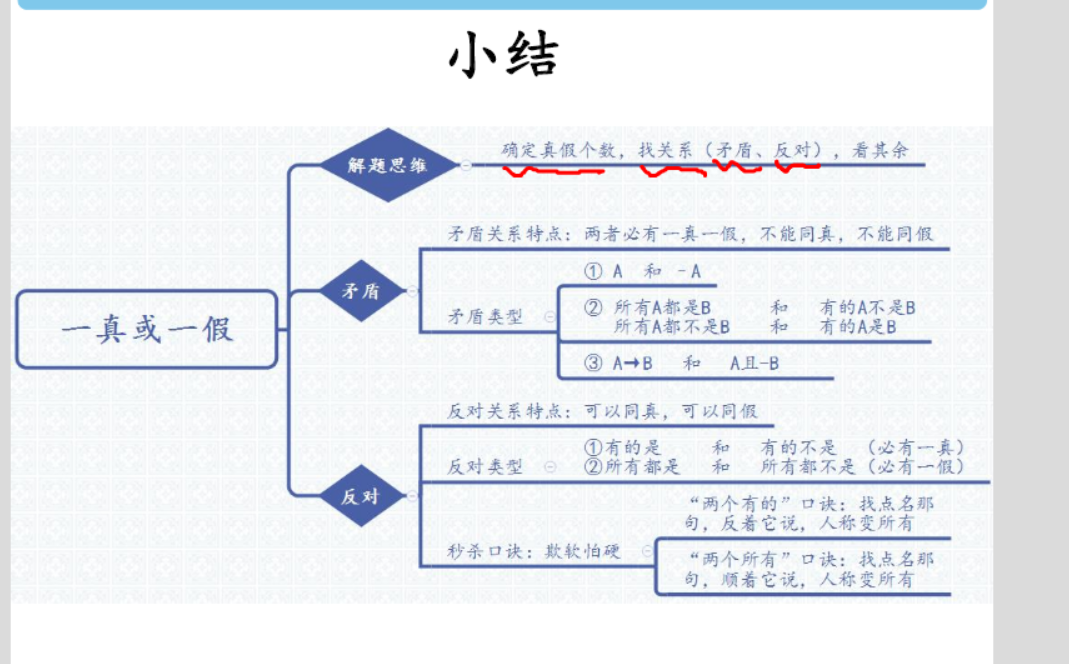 小结
一真或一假
解题思维
确定真假个数，找关系（矛盾、反对），看其余
矛盾
矛盾关系特点：两者必有一真一假，不能同真，不能同假
矛盾类型
① A 和 -A
② 所有A都是B 和 有的A不是B
所有A都不是B 和 有的A是B
③ A→B 和 A且-B
反对
反对关系特点：可以同真，可以同假
反对类型
①有的是 和 有的不是 （必有一真）
②所有都是 和 所有都不是（必有一假）
秒杀口诀：欺软怕硬
“两个有的”口诀：找点名那
句，反着它说，人称变所有
“两个所有”口诀：找点名那
句，顺着它说，人称变所有